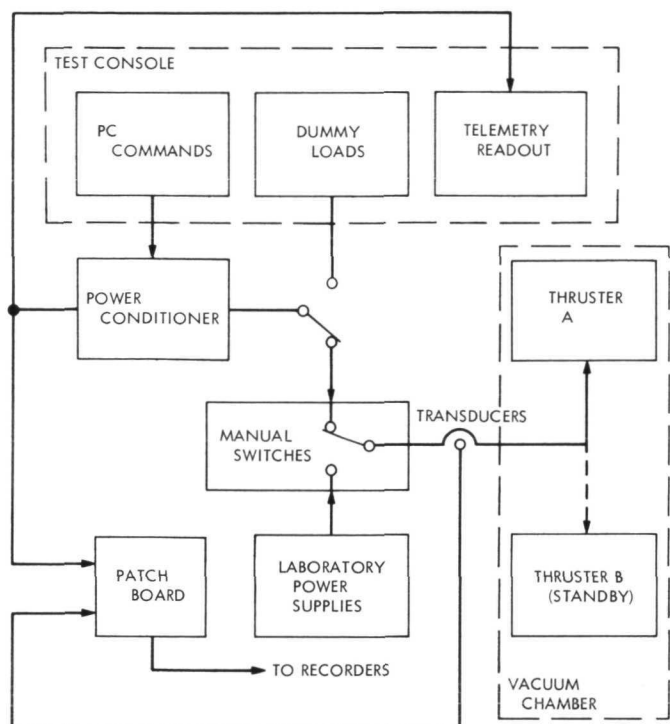 TEST CONSOLE
PC
COMMANDS
DUMMY
LOADS
TELEMETRY
READOUT
POWER
CONDITIONER
THRUSTER
A
MANUAL
SWITCHES
TRANSDUCERS
PATCH
BOARD
LABORATORY
POWER
SUPPLIES
THRUSTER B
(STANDBY)
TO RECORDERS
VACUUM
CHAMBER